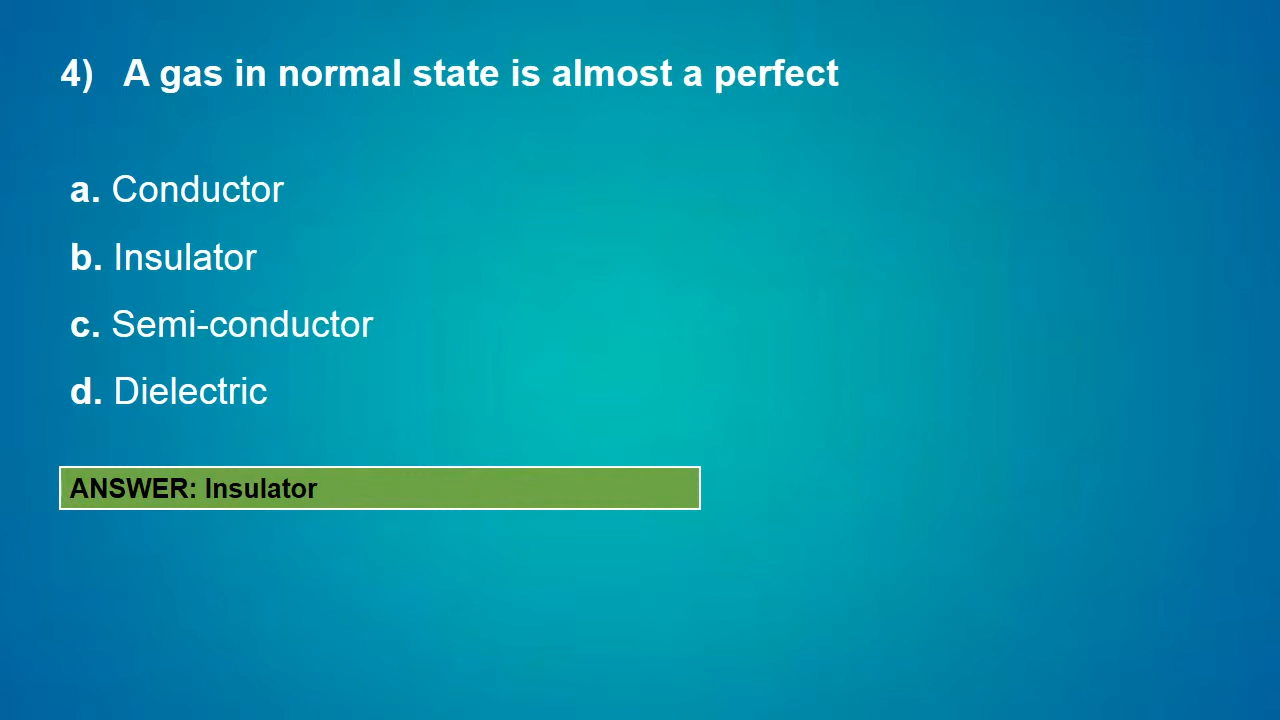 4) A gas in normal state is almost a perfect
a. Conductor
b. Insulator
c. Semi-conductor
d. Dielectric
ANSWER: Insulator